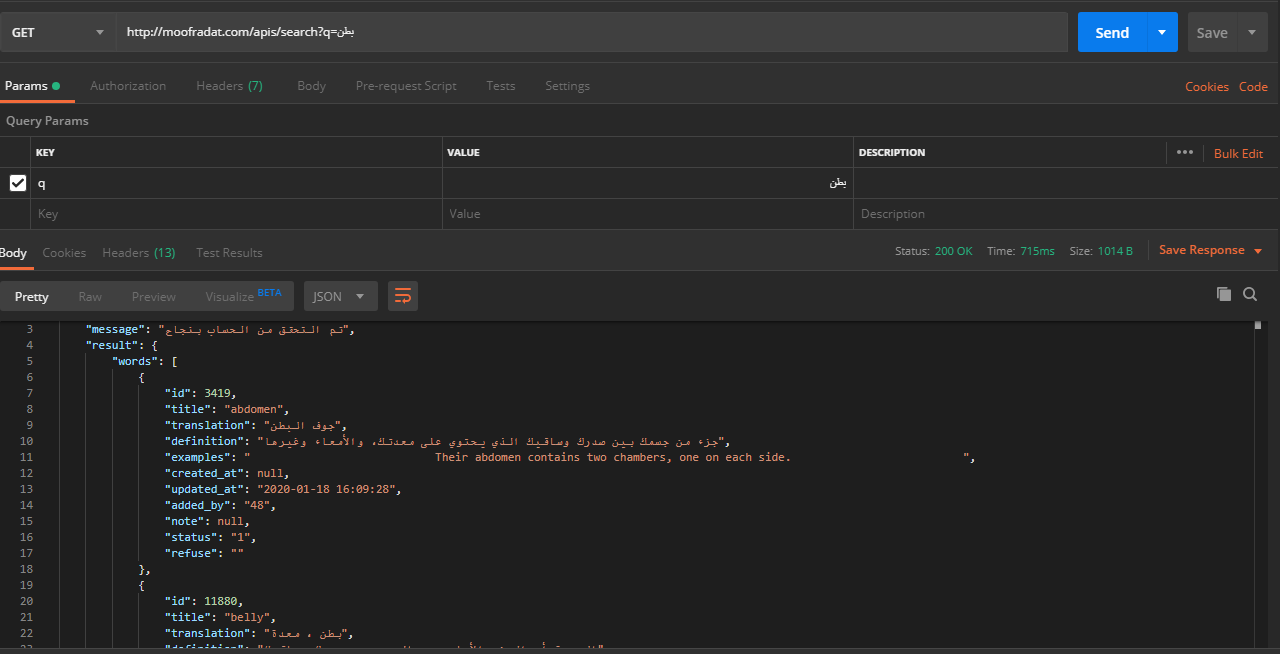 GET http://moofradat.com/apis/search?q=بطن Send Save
Params Authorization Headers (7) Body Pre-request Script Tests Settings Cookies Code
Query Params
KEY VALUE DESCRIPTION ••• Bulk Edit
q بطن
Key Value Description
Body Cookies Headers (13) Test Results Status: 200 OK Time: 715ms Size: 1014 B Save Response
Pretty Raw Preview Visualize BETA JSON
3 "message": "تم التحقق من الحساب بنجاح",
4 "result": {
5 "words": [
6 {
7 "id": 3419,
8 "title": "abdomen",
9 "translation": "جوف البطن",
10 "definition": "جزء من جسمك بين صدرك وساقيك الذي يحتوي على معدتك، والأمعاء وغيرها",
11 "examples": " Their abdomen contains two chambers, one on each side. ",
12 "created_at": null,
13 "updated_at": "2020-01-18 16:09:28",
14 "added_by": "48",
15 "note": null,
16 "status": "1",
17 "refuse": ""
18 },
19 {
20 "id": 11880,
21 "title": "belly",
22 "translation": "بطن ، معدة",